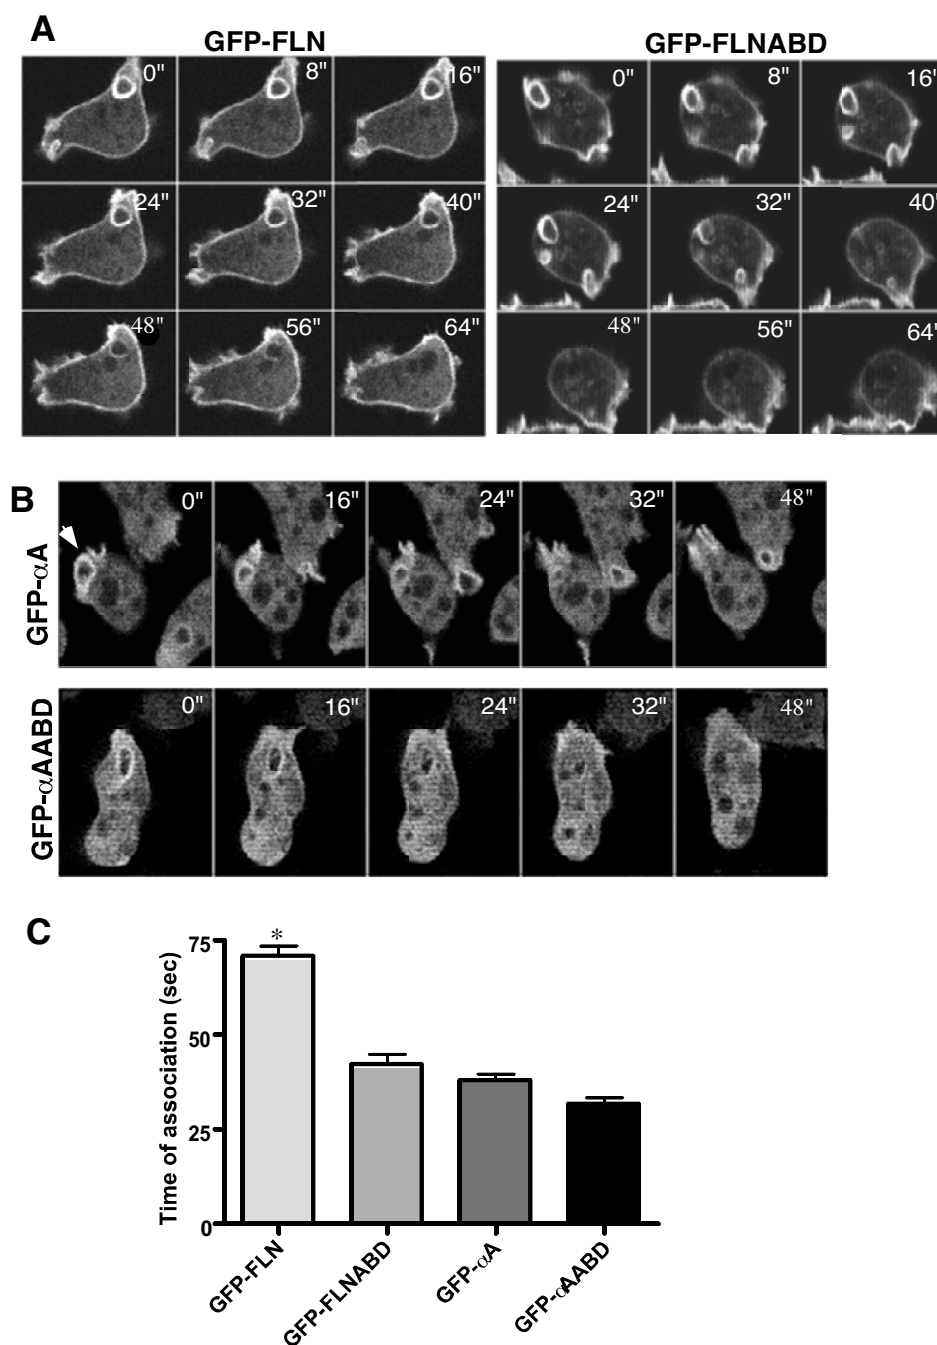 A
GFP-FLN
GFP-FLNABD
0" 8" 16" 0" 8" 16"
24" 32" 40" 24" 32" 40"
48" 56" 64" 48" 56" 64"
B
GFP-αA
0" 16" 24" 32" 48"
GFP-αAABD
0" 16" 24" 32" 48"
C
Time of association (sec)
75
*
50
25
0
GFP-FLN
GFP-FLNABD
GFP-αA
GFP-αAABD